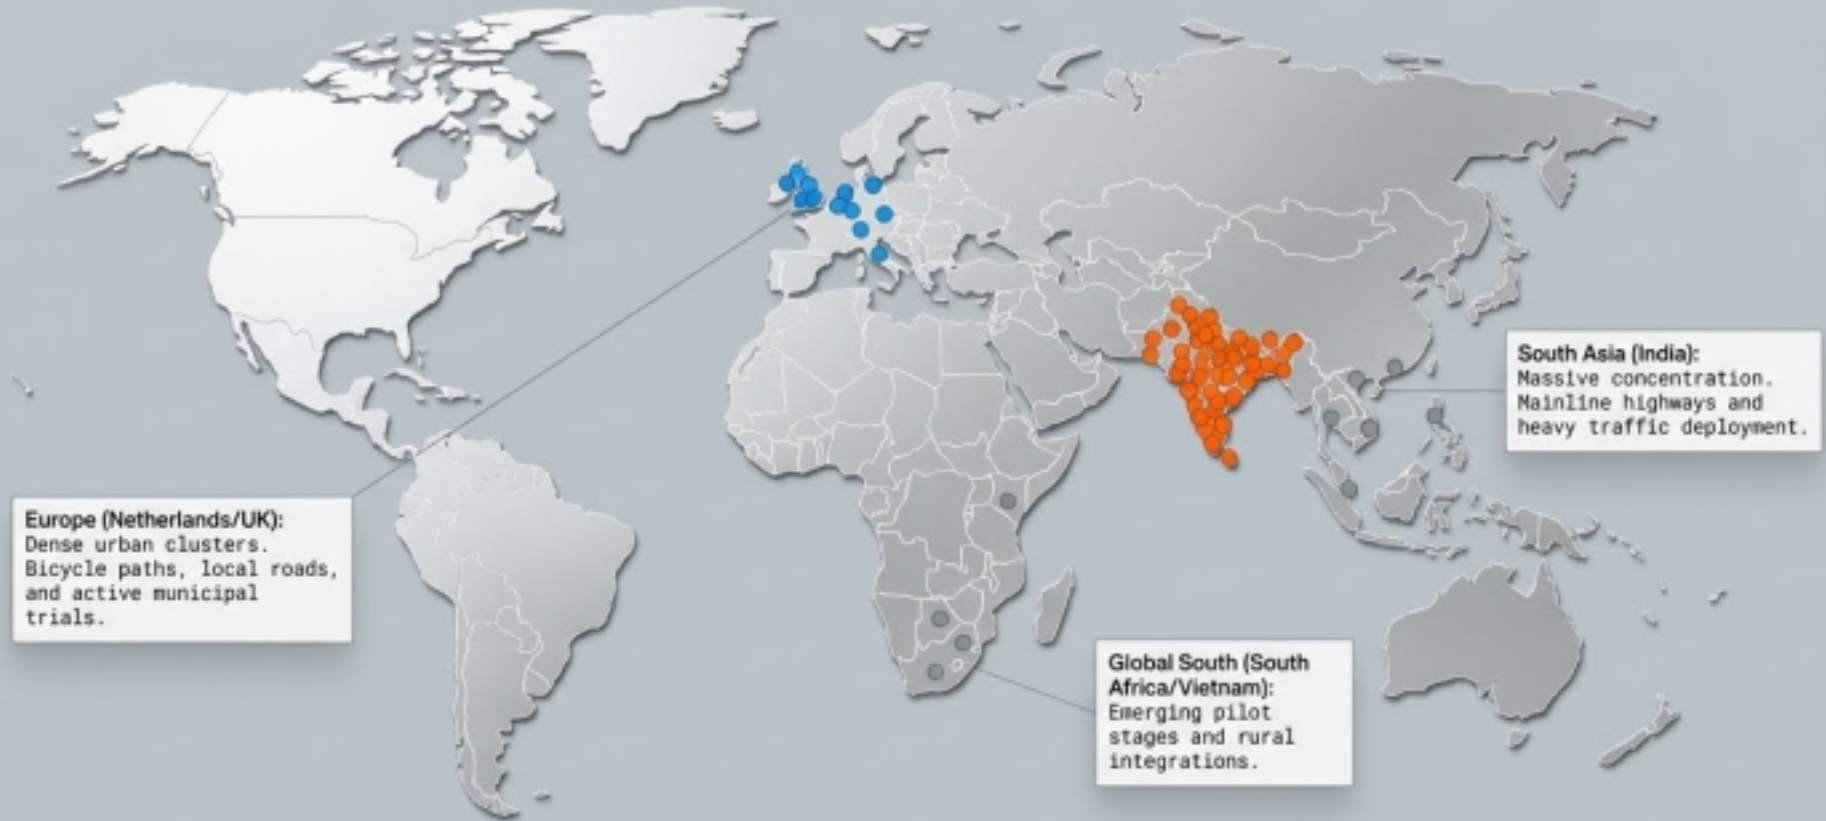 South Asia (India):
Massive concentration.
Mainline highways and
heavy traffic deployment.
Europe (Netherlands/UK):
Dense urban clusters.
Bicycle paths, local roads,
and active municipal
trials.
Global South (South
Africa/Vietnam):
Emerging pilot
stages and rural
integrations.